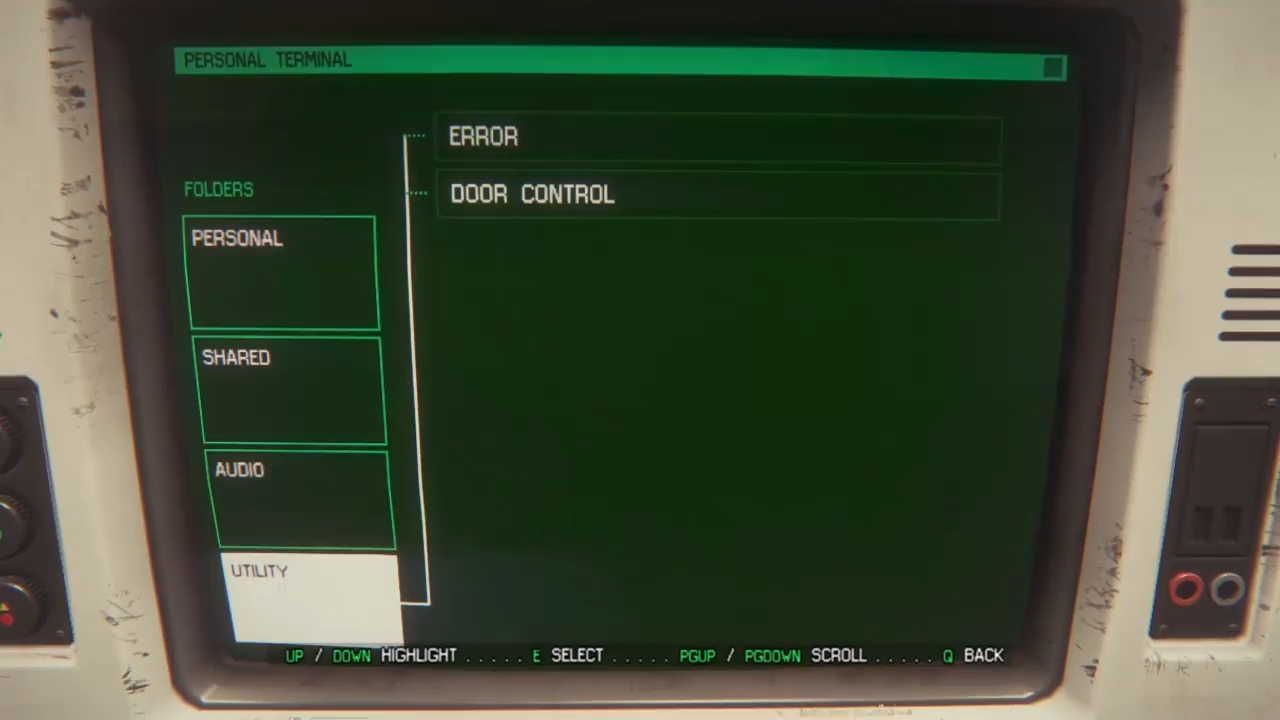 PERSONAL TERMINAL
FOLDERS
PERSONAL
SHARED
AUDIO
UTILITY
ERROR
DOOR CONTROL
UP / DOWN HIGHLIGHT ..... E SELECT ..... PGUP / PGDOWN SCROLL ..... Q BACK